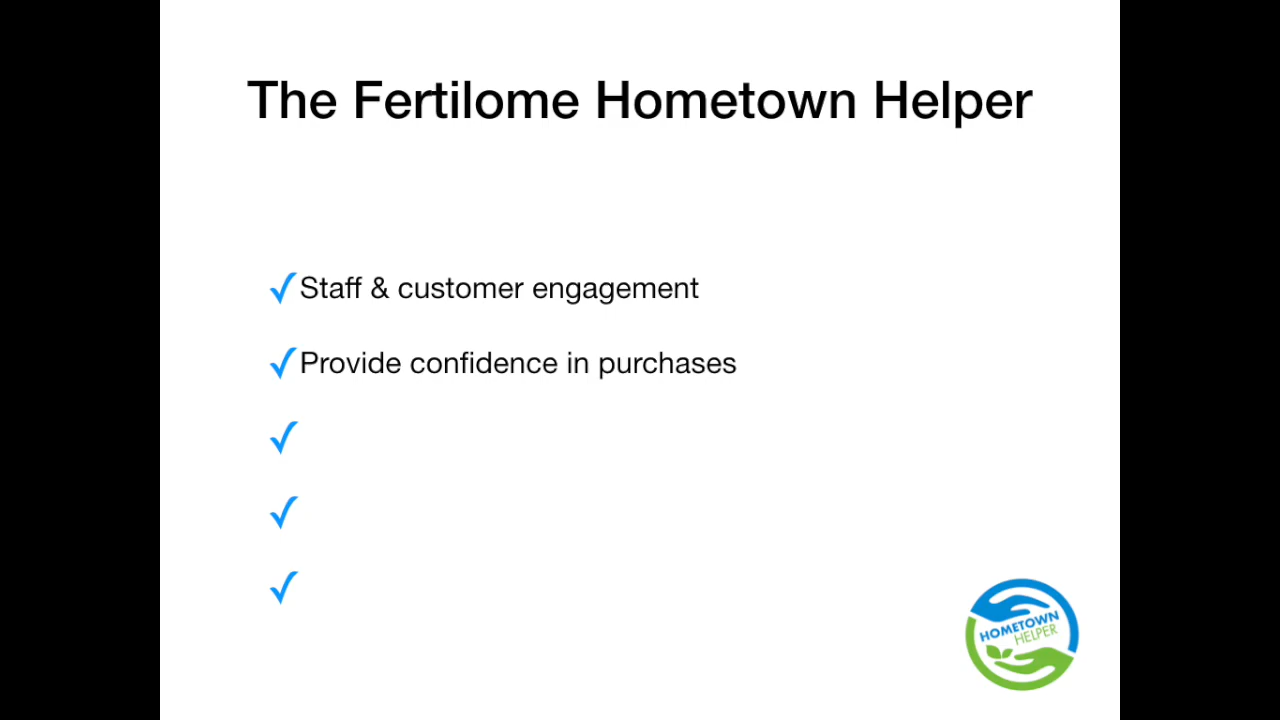 The Fertilome Hometown Helper
✓Staff & customer engagement
✓Provide confidence in purchases
✓
✓
✓
HOMETOWN
HELPER